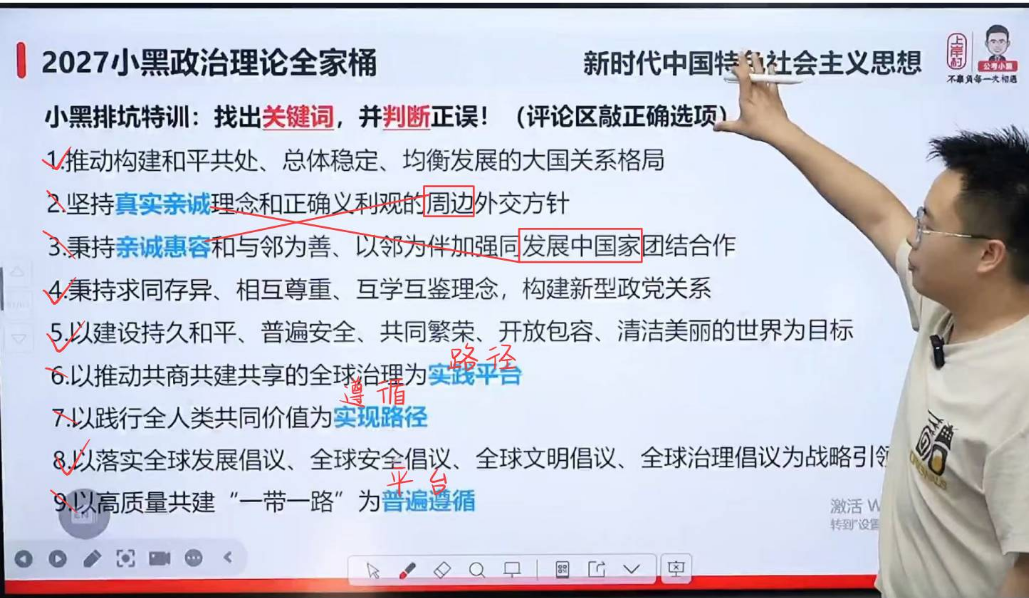 2027小黑政治理论全家桶
新时代中国特色社会主义思想
上岸村
公考小黑
不辜负每一次相遇
小黑排坑特训：找出关键词，并判断正误！（评论区敲正确选项）
1.推动构建和平共处、总体稳定、均衡发展的大国关系格局
2.坚持真实亲诚理念和正确义利观的周边外交方针
3.秉持亲诚惠容和与邻为善、以邻为伴加强同发展中国家团结合作
4.秉持求同存异、相互尊重、互学互鉴理念，构建新型政党关系
5.以建设持久和平、普遍安全、共同繁荣、开放包容、清洁美丽的世界为目标
路径
6.以推动共商共建共享的全球治理为实践平台
遵循
7.以践行全人类共同价值为实现路径
8.以落实全球发展倡议、全球安全倡议、全球文明倡议、全球治理倡议为战略引领
平台
9.以高质量共建“一带一路”为普遍遵循
激活 W
转到"设置